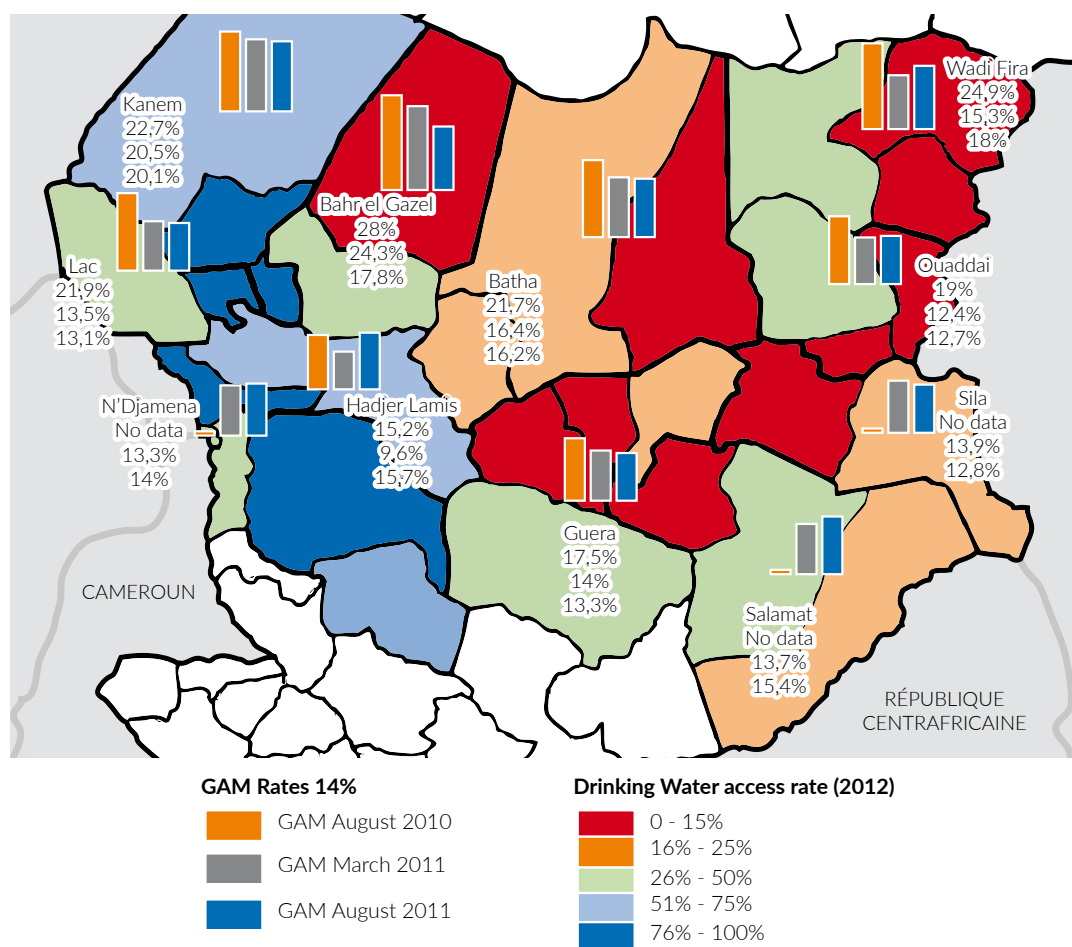 Wadi Fira
24,9%
15,3%
18%
Kanem
22,7%
20,5%
20,1%
Bahr el Gazel
28%
24,3%
17,8%
Lac
21,9%
13,5%
13,1%
Batha
21,7%
16,4%
16,2%
Ouaddai
19%
12,4%
12,7%
N’Djamena
No data
13,3%
14%
Hadjer Lamis
15,2%
9,6%
15,7%
Sila
No data
13,9%
12,8%
Guera
17,5%
14%
13,3%
Salamat
No data
13,7%
15,4%
CAMEROUN
RÉPUBLIQUE
CENTRAFRICAINE
GAM Rates 14%
GAM August 2010
GAM March 2011
GAM August 2011
Drinking Water access rate (2012)
0 - 15%
16% - 25%
26% - 50%
51% - 75%
76% - 100%